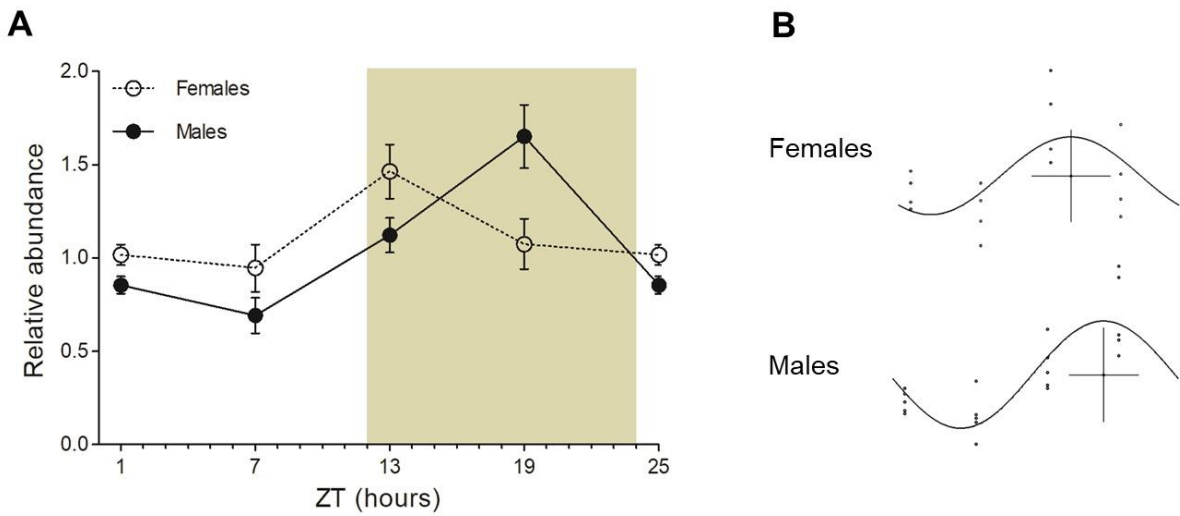 A
Relative abundance
2.0
1.5
1.0
0.5
0.0
Females
Males
1 7 13 19 25
ZT (hours)
B
Females
Males